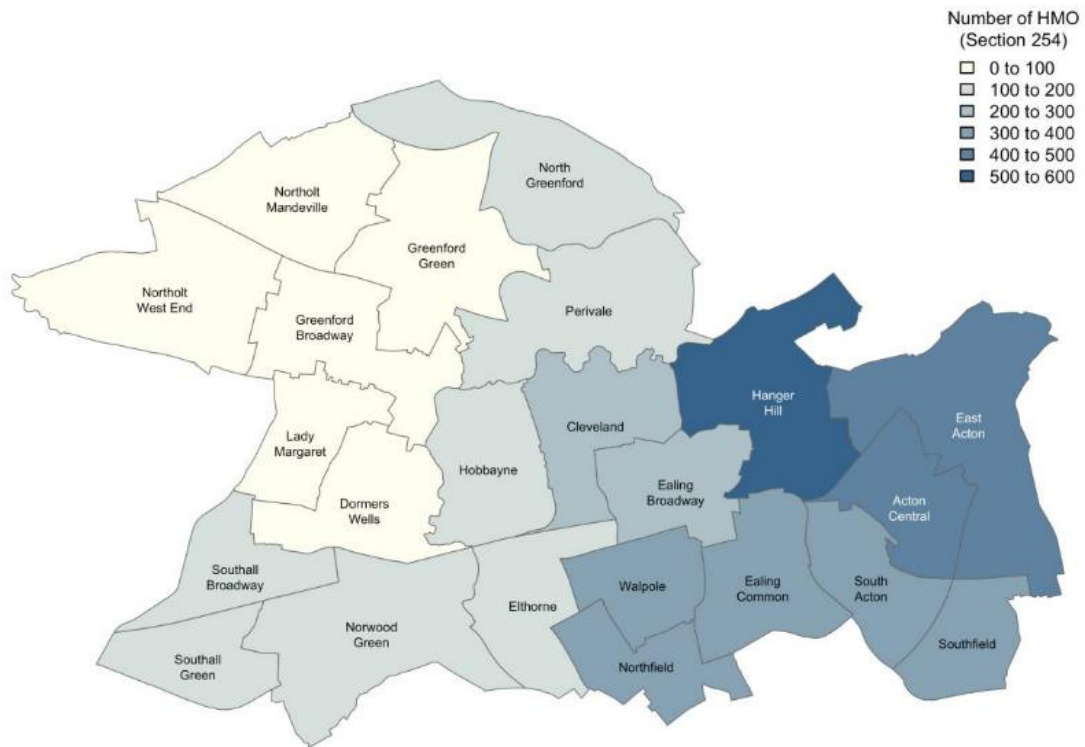 Number of HMO
(Section 254)
0 to 100
100 to 200
200 to 300
300 to 400
400 to 500
500 to 600
North
Greenford
Northolt
Mandeville
Greenford
Green
Northolt
West End
Greenford
Broadway
Perivale
Hanger
Hill
East
Acton
Cleveland
Lady
Margaret
Hobbayne
Ealing
Broadway
Dormers
Wells
Acton
Central
Southall
Broadway
Walpole
Ealing
Common
South
Acton
Elthorne
Norwood
Green
Southfield
Southall
Green
Northfield